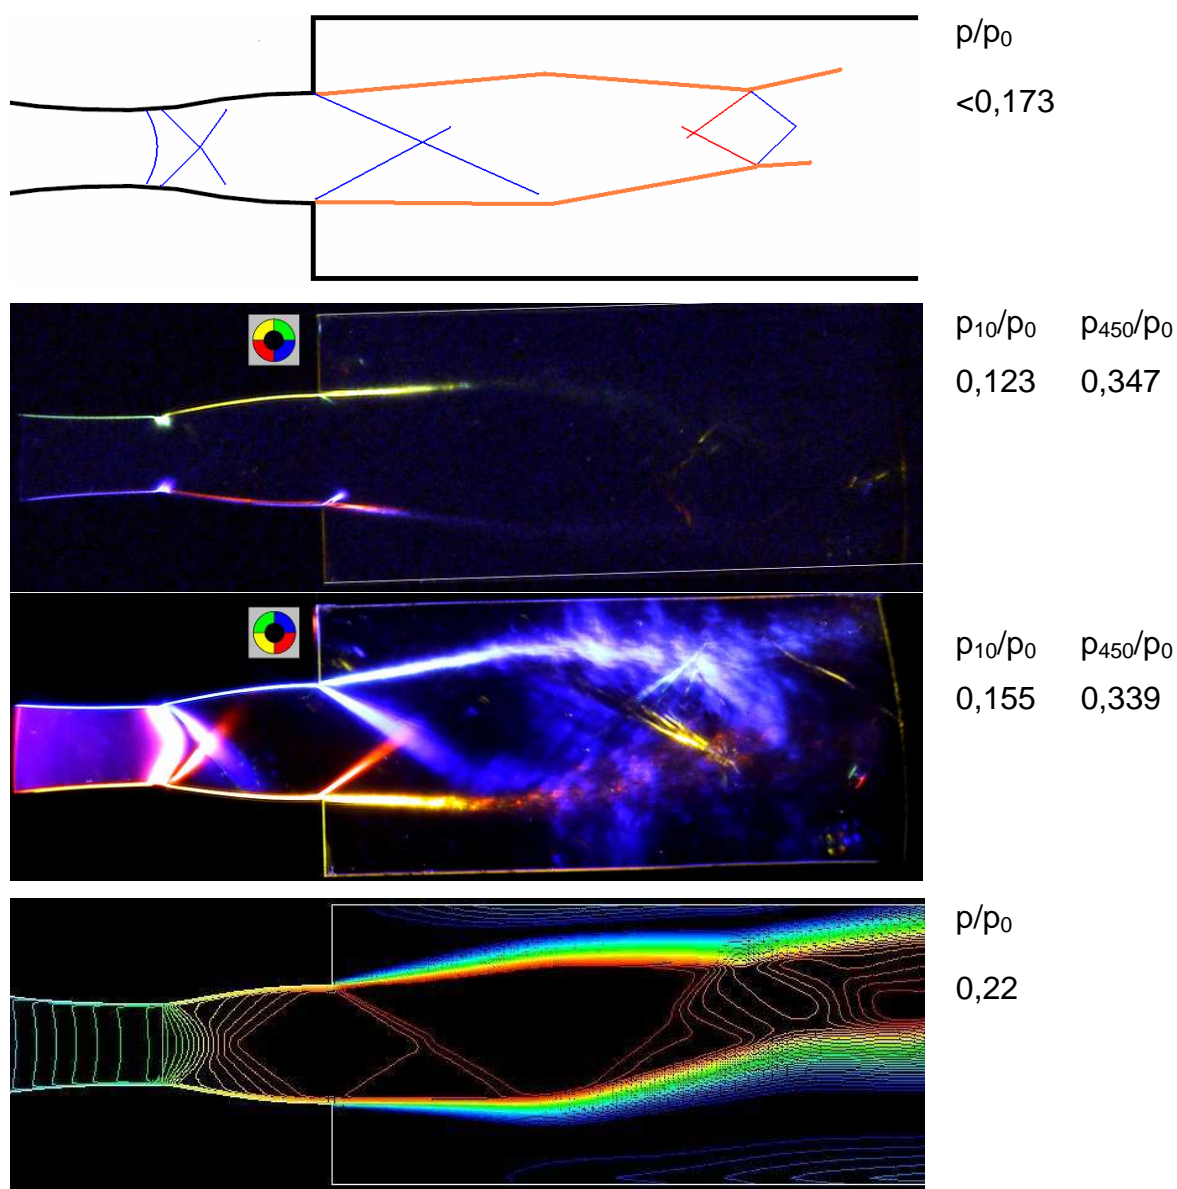 p/p₀
<0,173
p₁₀/p₀ p₄₅₀/p₀
0,123 0,347
p₁₀/p₀ p₄₅₀/p₀
0,155 0,339
p/p₀
0,22